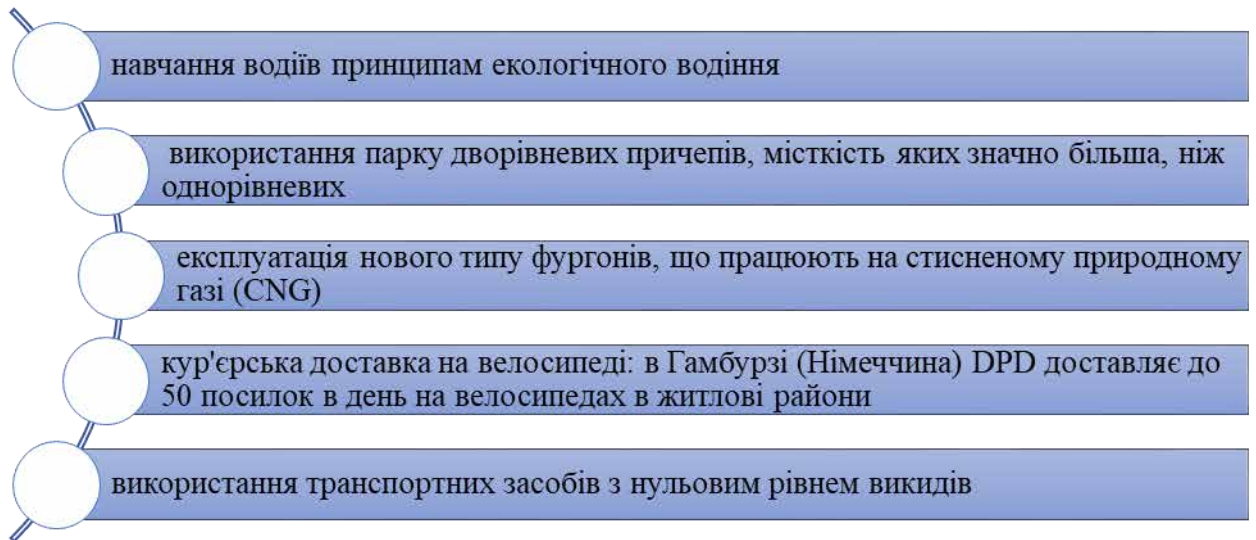 навчання водіїв принципам екологічного водіння
використання парку дворівневих причепів, місткість яких значно більша, ніж
однорівневих
експлуатація нового типу фургонів, що працюють на стисненому природному
газі (CNG)
кур'єрська доставка на велосипеді: в Гамбурзі (Німеччина) DPD доставляє до
50 посилок в день на велосипедах в житлові райони
використання транспортних засобів з нульовим рівнем викидів